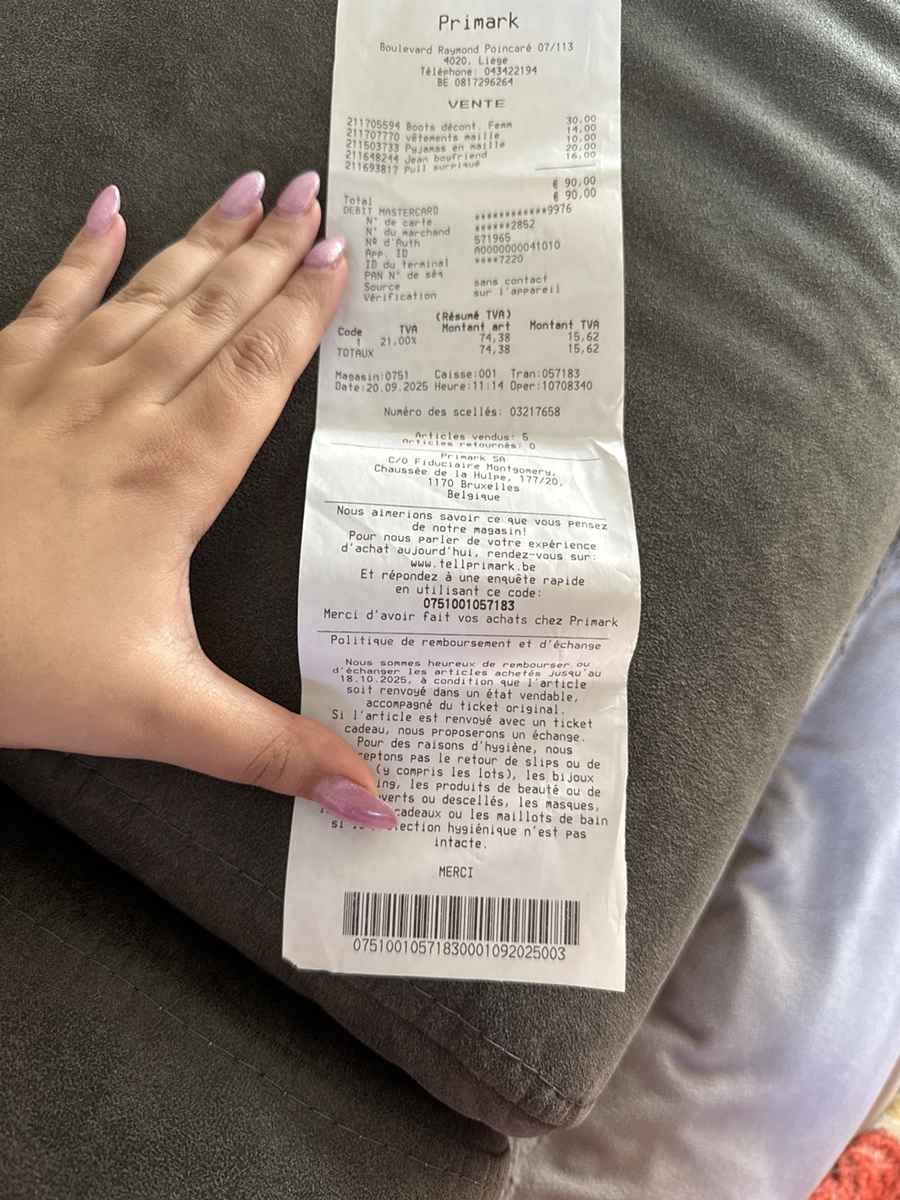 Primark
Boulevard Raymond Poincaré 07/113
4020, Liege
Téléphone: 043422194
BE 0817296264
VENTE
211705594 Boots décont. Femm 30,00
211707770 vêtements maille 14,00
211503733 Pyjamas en maille 10,00
211648244 Jean boyfriend 20,00
211693817 Pull surpiqué 16,00
€ 90,00
Total € 90,00
DEBIT MASTERCARD
N° de carte ************9976
N° du marchand ******2852
Nº d'Auth 571965
App. ID A0000000041010
ID du terminal ****7220
PAN N° de séq
Source sans contact
Vérification sur l'appareil
(Résumé TVA)
Code TVA Montant art Montant TVA
1 21,00% 74,38 15,62
TOTAUX 74,38 15,62
Magasin:0751 Caisse:001 Tran:057183
Date:20.09.2025 Heure:11:14 Oper:10708340
Numéro des scellés: 03217658
Articles vendus: 5
Articles retournés: 0
Primark SA
C/O Fiduciaire Montgomery,
Chaussée de la Hulpe, 177/20,
1170 Bruxelles
Belgique
Nous aimerions savoir ce que vous pensez
de notre magasin!
Pour nous parler de votre expérience
d'achat aujourd'hui, rendez-vous sur:
www.tellprimark.be
Et répondez à une enquête rapide
en utilisant ce code:
0751001057183
Merci d'avoir fait vos achats chez Primark
Politique de remboursement et d'échange
Nous sommes heureux de rembourser ou
d'échanger les articles achetés jusqu'au
18.10.2025, à condition que l'article
soit renvoyé dans un état vendable,
accompagné du ticket original.
Si l'article est renvoyé avec un ticket
cadeau, nous proposerons un échange.
Pour des raisons d'hygiène, nous
pas le retour de slips ou de
(y compris les lots), les bijoux
les produits de beauté ou de
ou descellés, les masques,
cadeaux ou les maillots de bain
si hygiénique n'est pas
intacte.
MERCI
07510010571830001092025003